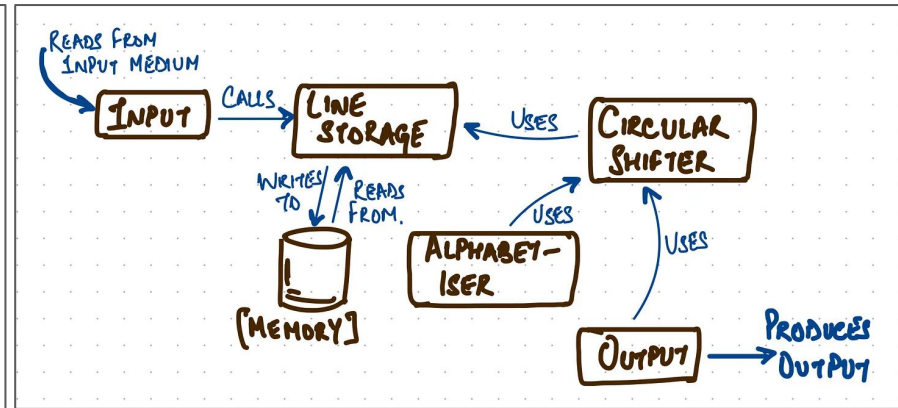 READS FROM
INPUT MEDIUM
INPUT
CALLS
LINE
STORAGE
USES
CIRCULAR
SHIFTER
WRITES/
TO
READS
FROM.
USES
ALPHABET-
ISER
USES
[MEMORY]
OUTPUT
PRODUCES
OUTPUT